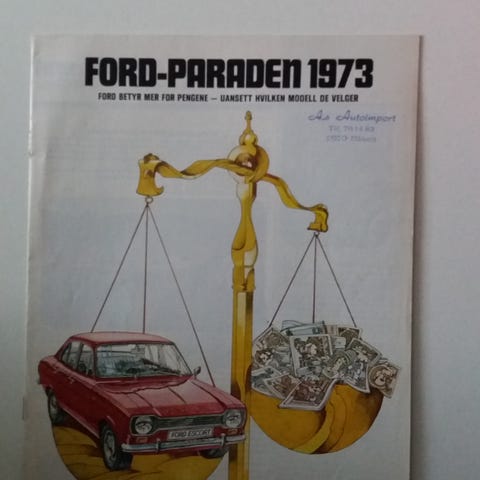 FORD-PARADEN 1973
FORD BETYR MER FOR PENGENE — UANSETT HVILKEN MODELL DE VELGER
A.s Autoimport
FORD ESCORT